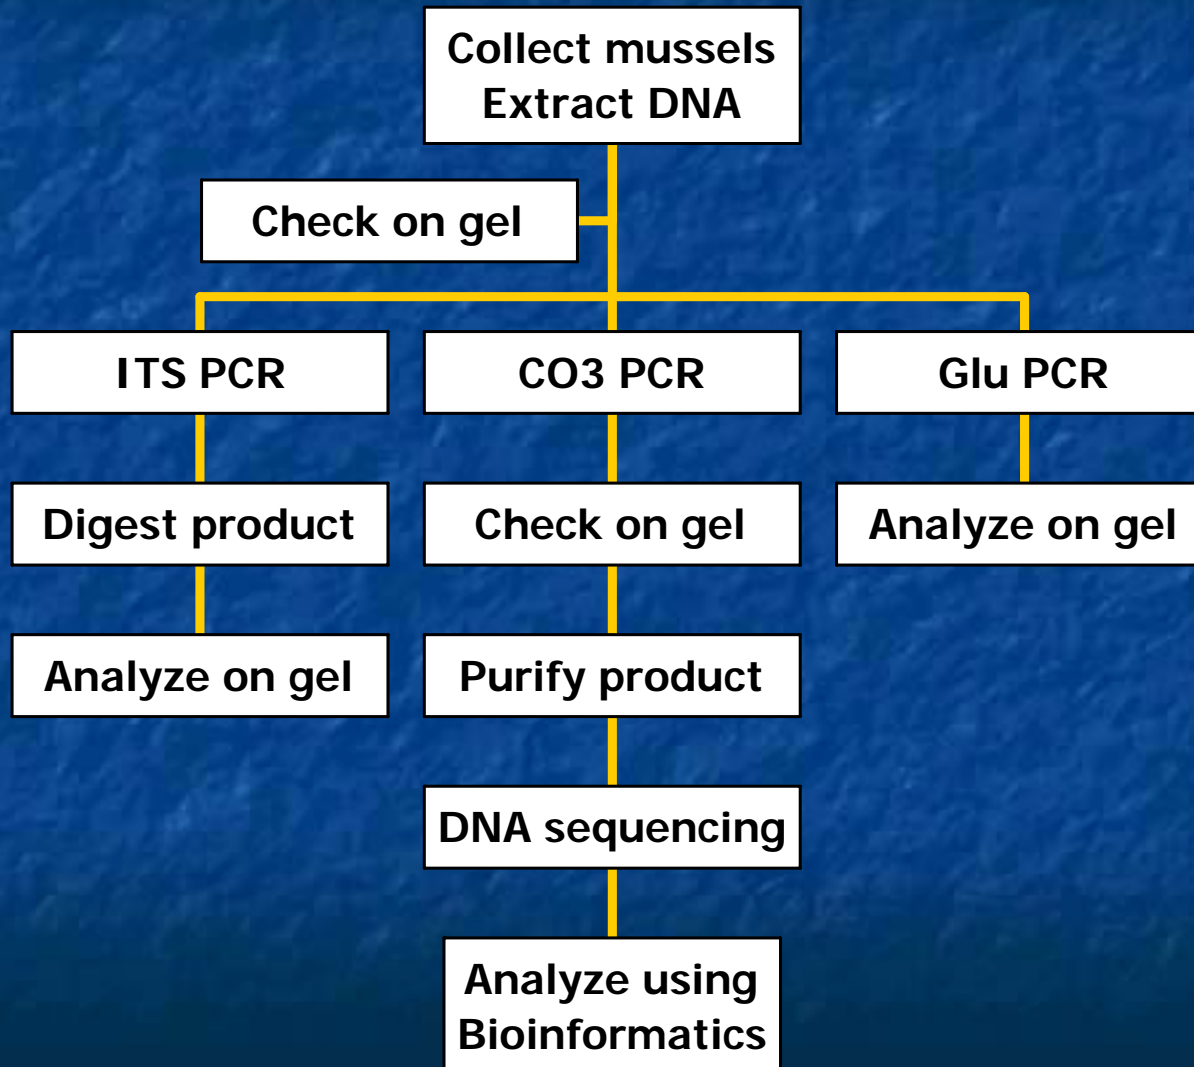 Collect mussels
Extract DNA
Check on gel
ITS PCR
CO3 PCR
Glu PCR
Digest product
Check on gel
Analyze on gel
Analyze on gel
Purify product
DNA sequencing
Analyze using
Bioinformatics